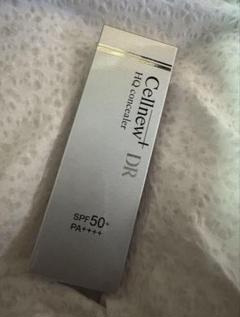 Cellnew+ DR
HQ concealer
SPF50+
PA++++